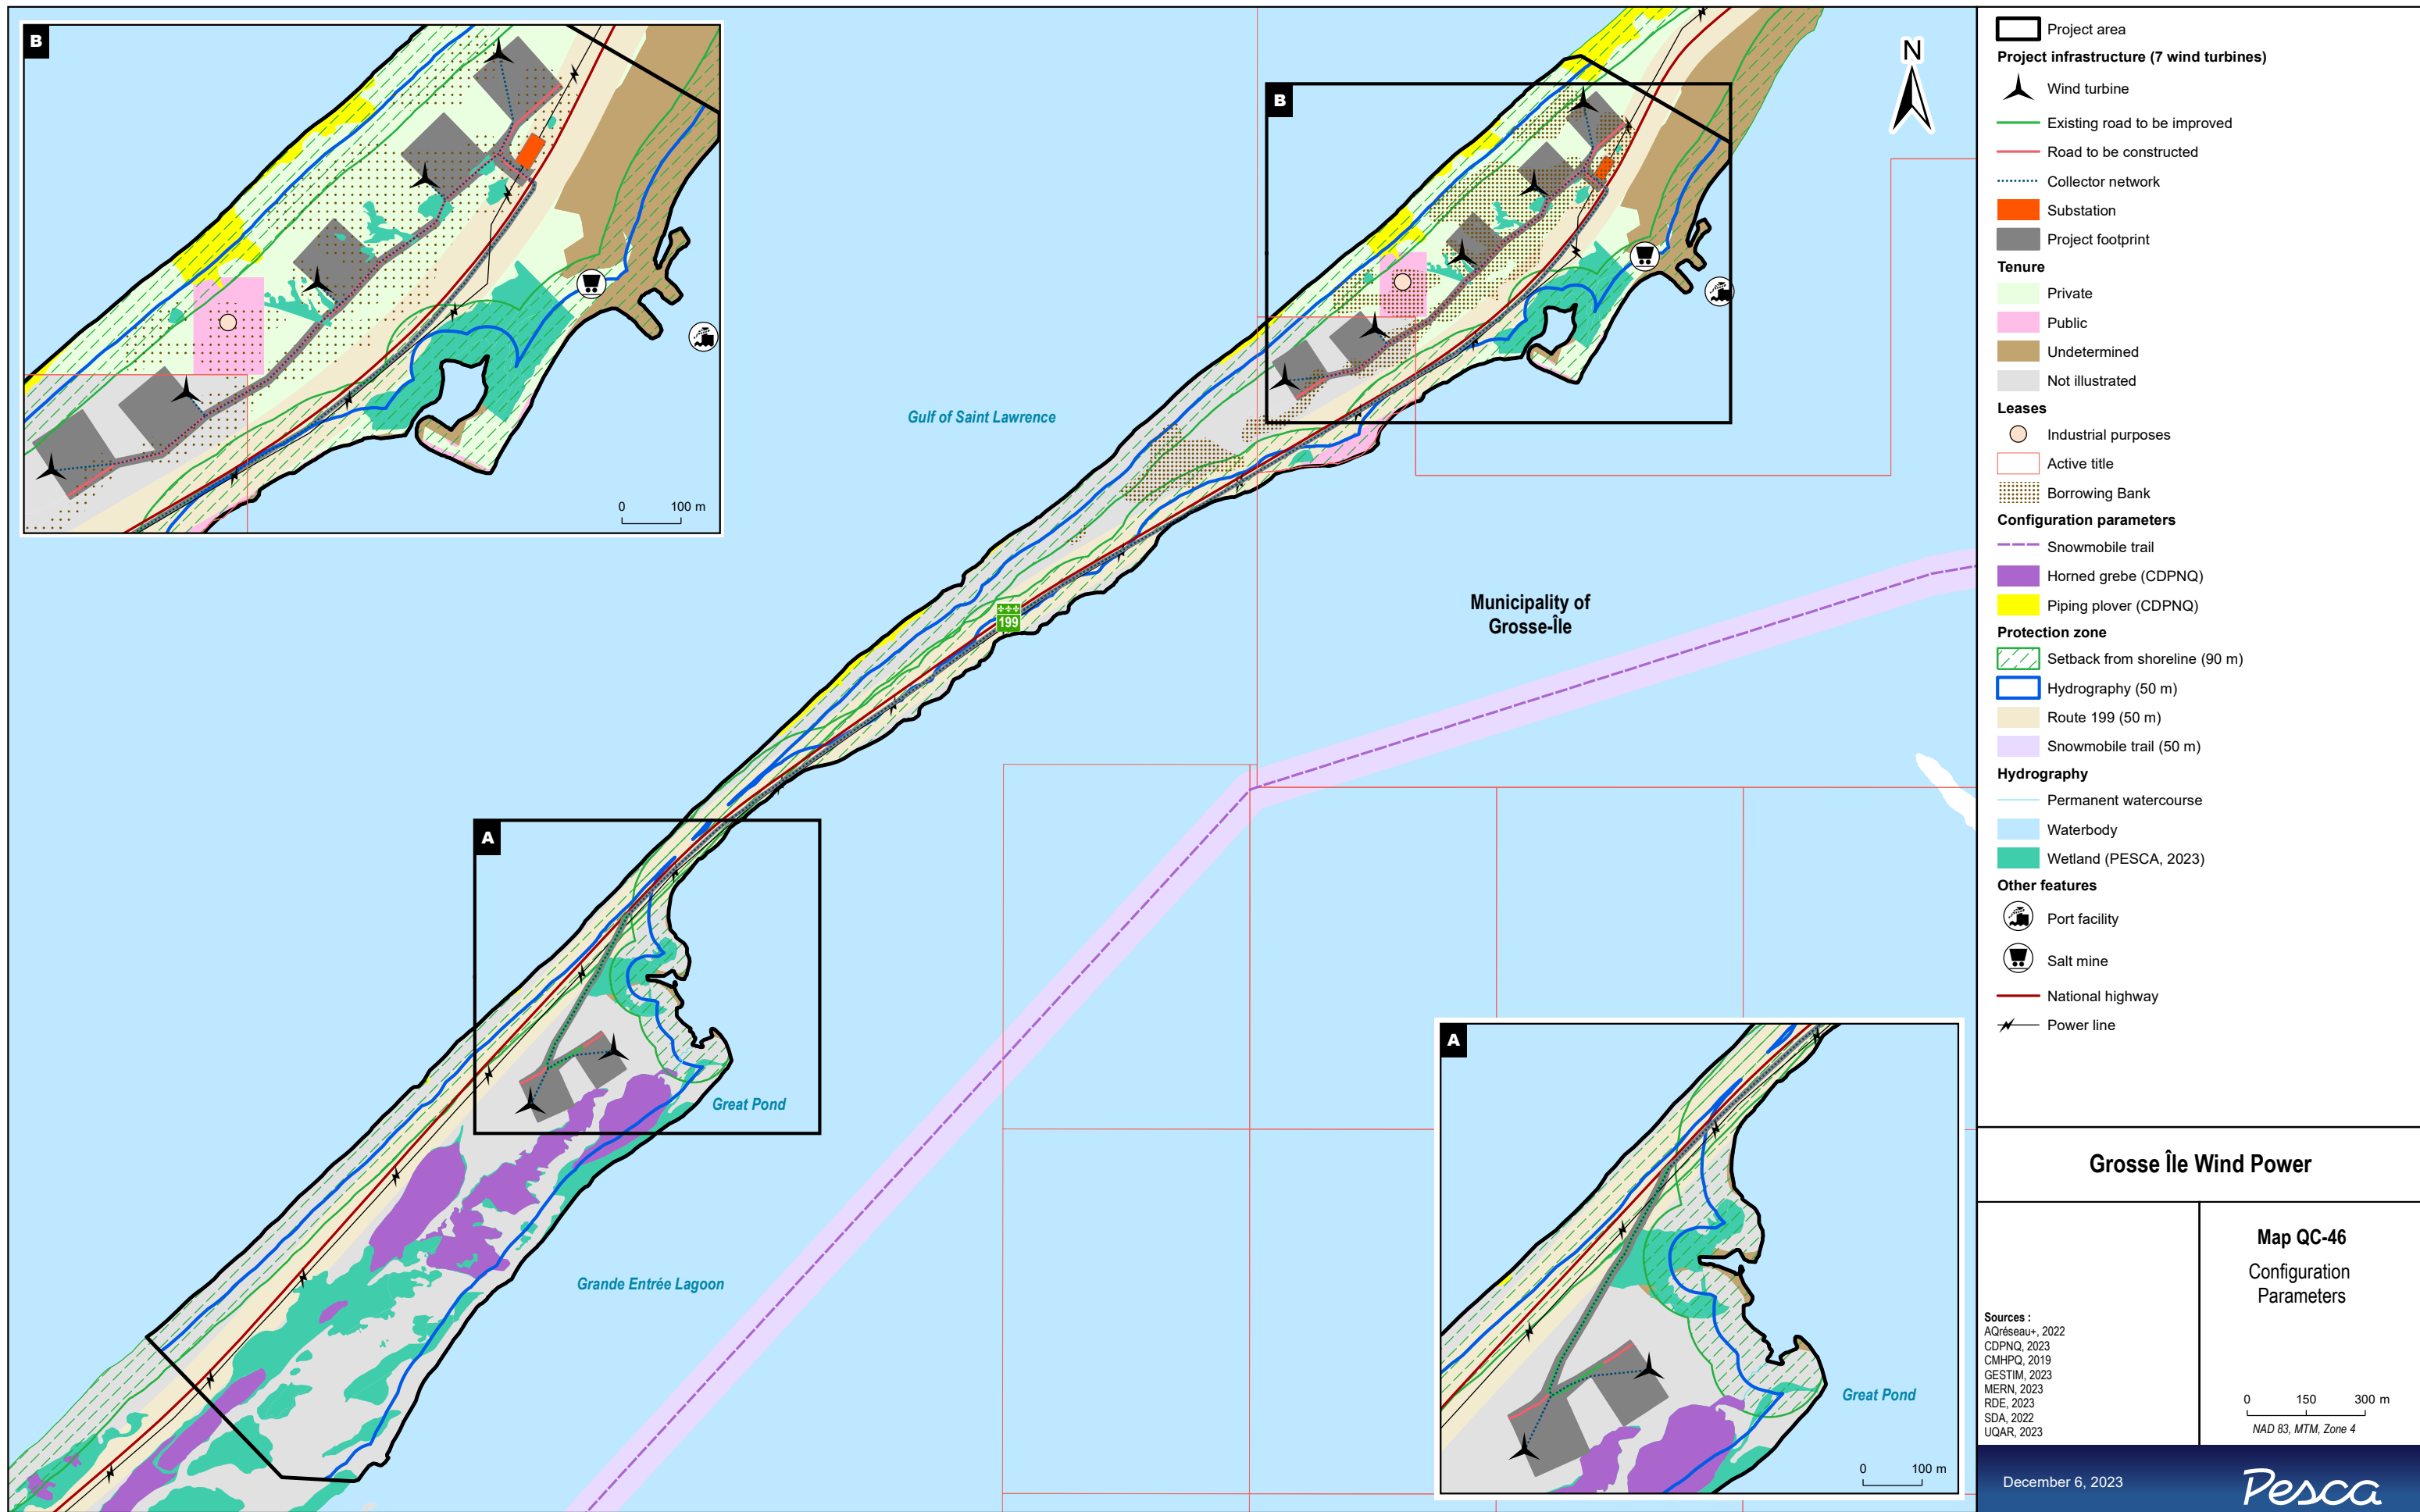 B
0 100 m
B
N
Gulf of Saint Lawrence
199
Municipality of
Grosse-Île
A
Great Pond
Grande Entrée Lagoon
A
Great Pond
0 100 m
Project area
Project infrastructure (7 wind turbines)
Wind turbine
Existing road to be improved
Road to be constructed
Collector network
Substation
Project footprint
Tenure
Private
Public
Undetermined
Not illustrated
Leases
Industrial purposes
Active title
Borrowing Bank
Configuration parameters
Snowmobile trail
Horned grebe (CDPNQ)
Piping plover (CDPNQ)
Protection zone
Setback from shoreline (90 m)
Hydrography (50 m)
Route 199 (50 m)
Snowmobile trail (50 m)
Hydrography
Permanent watercourse
Waterbody
Wetland (PESCA, 2023)
Other features
Port facility
Salt mine
National highway
Power line
Grosse Île Wind Power
Sources :
AQréseau+, 2022
CDPNQ, 2023
CMHPQ, 2019
GESTIM, 2023
MERN, 2023
RDE, 2023
SDA, 2022
UQAR, 2023
Map QC-46
Configuration
Parameters
0 150 300 m
NAD 83, MTM, Zone 4
December 6, 2023
Pesca